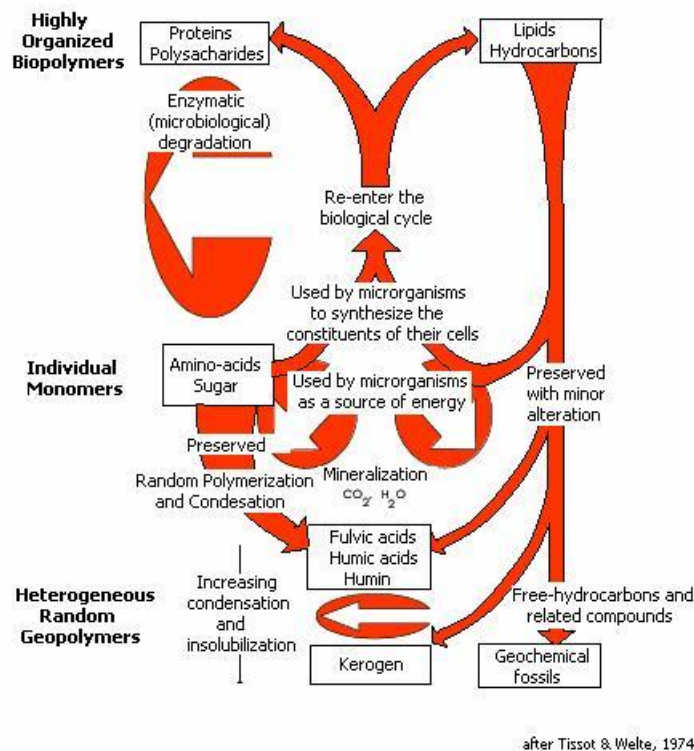 Highly
Organized
Biopolymers
Proteins
Polysacharides
Lipids
Hydrocarbons
Enzymatic
(microbiological)
degradation
Re-enter the
biological cycle
Used by microrganisms
to synthesize the
constituents of their cells
Individual
Monomers
Amino-acids
Sugar
Used by microrganisms
as a source of energy
Preserved
with minor
alteration
Preserved
Random Polymerization
and Condesation
Mineralization
CO2, H2O
Fulvic acids
Humic acids
Humin
Heterogeneous
Random
Geopolymers
Increasing
condensation
and
insolubilization
Free-hydrocarbons and
related compounds
Kerogen
Geochemical
fossils
after Tissot & Welte, 1974